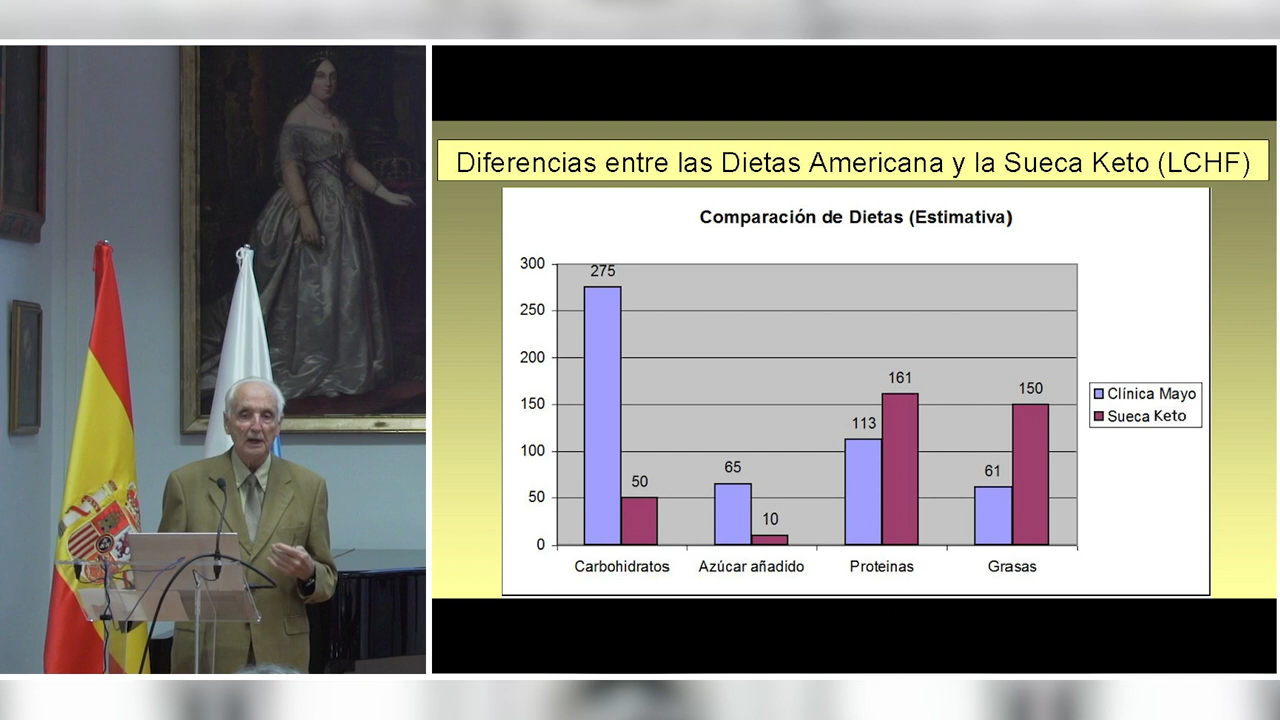 Diferencias entre las Dietas Americana y la Sueca Keto (LCHF)
Comparación de Dietas (Estimativa)
300
250
200
150
100
50
0
275
50
65
10
113
161
61
150
Carbohidratos
Azúcar añadido
Proteinas
Grasas
Clínica Mayo
Sueca Keto